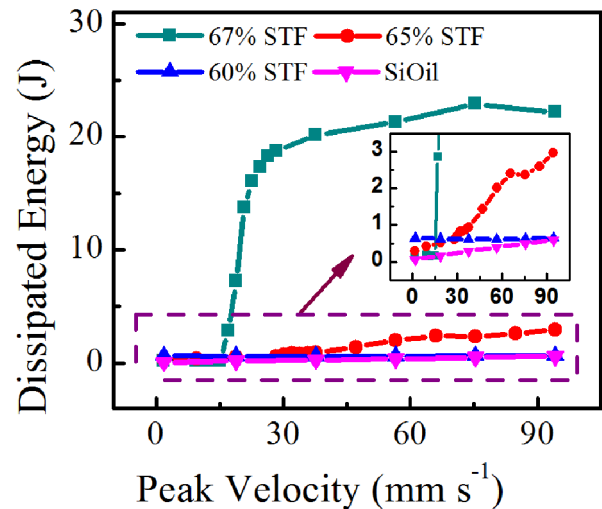 67% STF 65% STF
60% STF SiOil
Dissipated Energy (J)
30
20
10
0
3
2
1
0
0 30 60 90
0 30 60 90
Peak Velocity (mm s⁻¹)